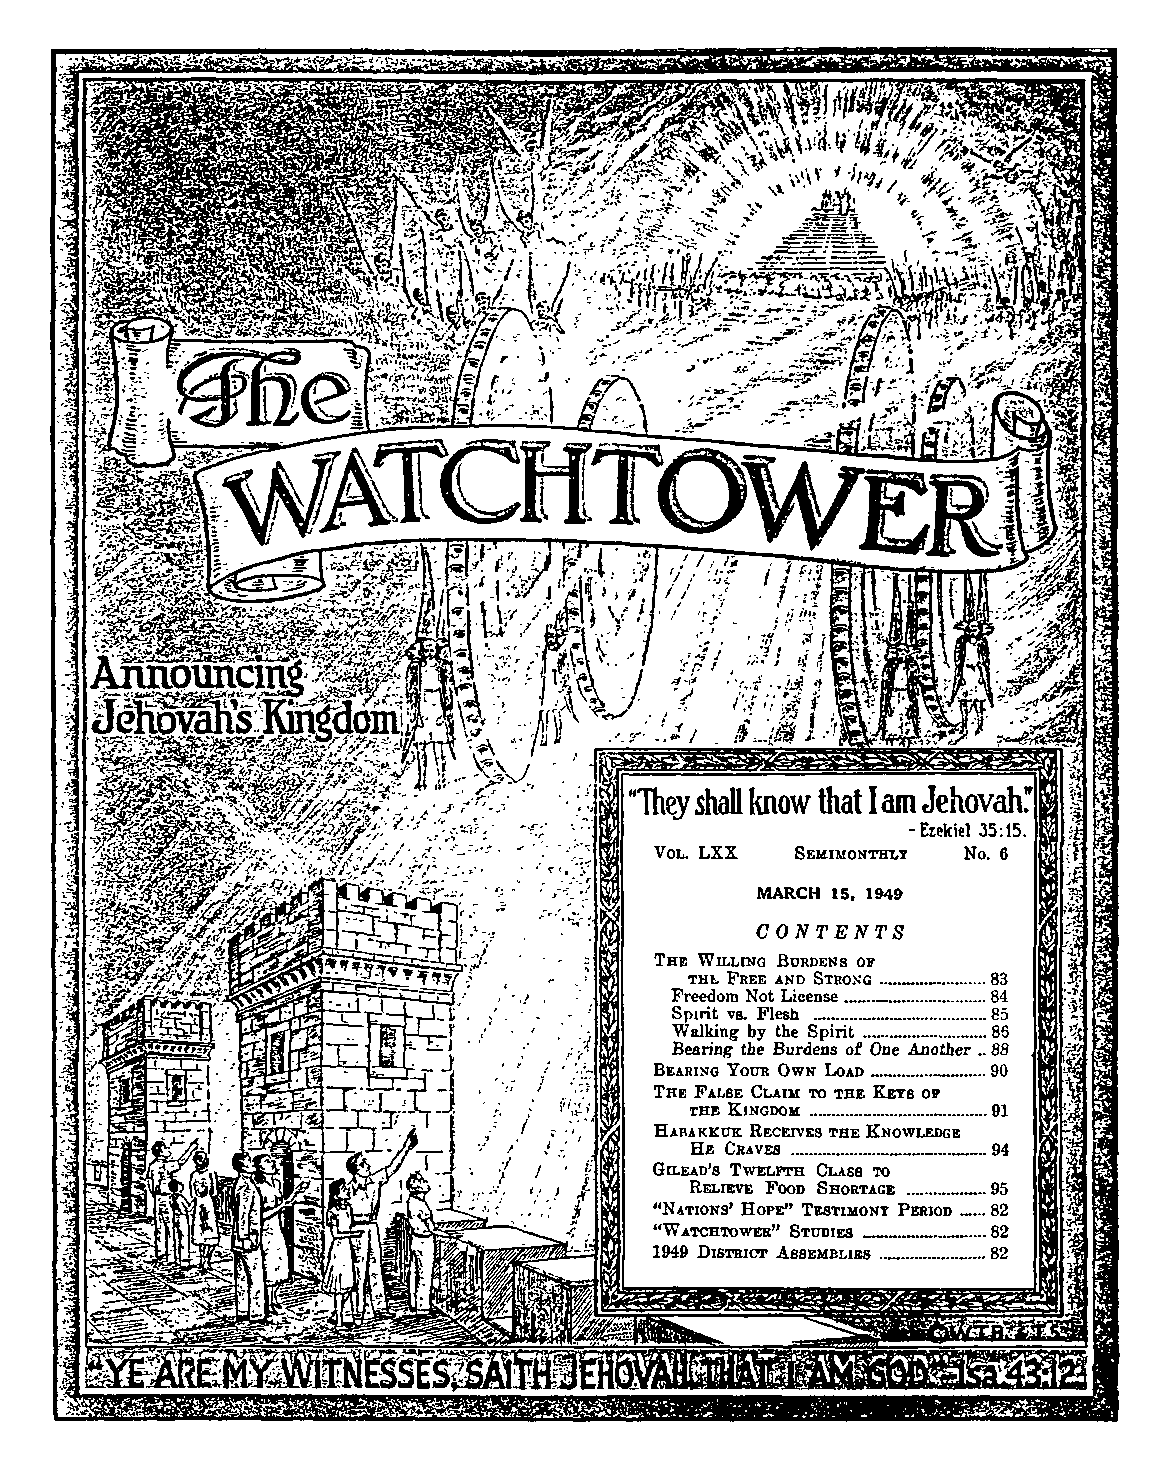 The
WATCHTOWER
Announcing
Jehovah's Kingdom
"They shall know that I am Jehovah."
- Ezekiel 35:15.
VOL. LXX SEMIMONTHLY No. 6
MARCH 15, 1949
CONTENTS
THE WILLING BURDENS OF
THE FREE AND STRONG ........................ 83
Freedom Not License ................................ 84
Spirit vs. Flesh ........................................ 85
Walking by the Spirit ............................ 86
Bearing the Burdens of One Another .. 88
BEARING YOUR OWN LOAD .......................... 90
THE FALSE CLAIM TO THE KEYS OF
THE KINGDOM ........................................ 91
HABAKKUK RECEIVES THE KNOWLEDGE
HE CRAVES ............................................ 94
GILEAD'S TWELFTH CLASS TO
RELIEVE FOOD SHORTAGE .................. 95
"NATIONS' HOPE" TESTIMONY PERIOD ...... 82
"WATCHTOWER" STUDIES ............................ 82
1949 DISTRICT ASSEMBLIES ........................ 82
© W.T.B. & T.S.
"YE ARE MY WITNESSES, SAITH JEHOVAH, THAT I AM GOD."-Isa. 43:12.